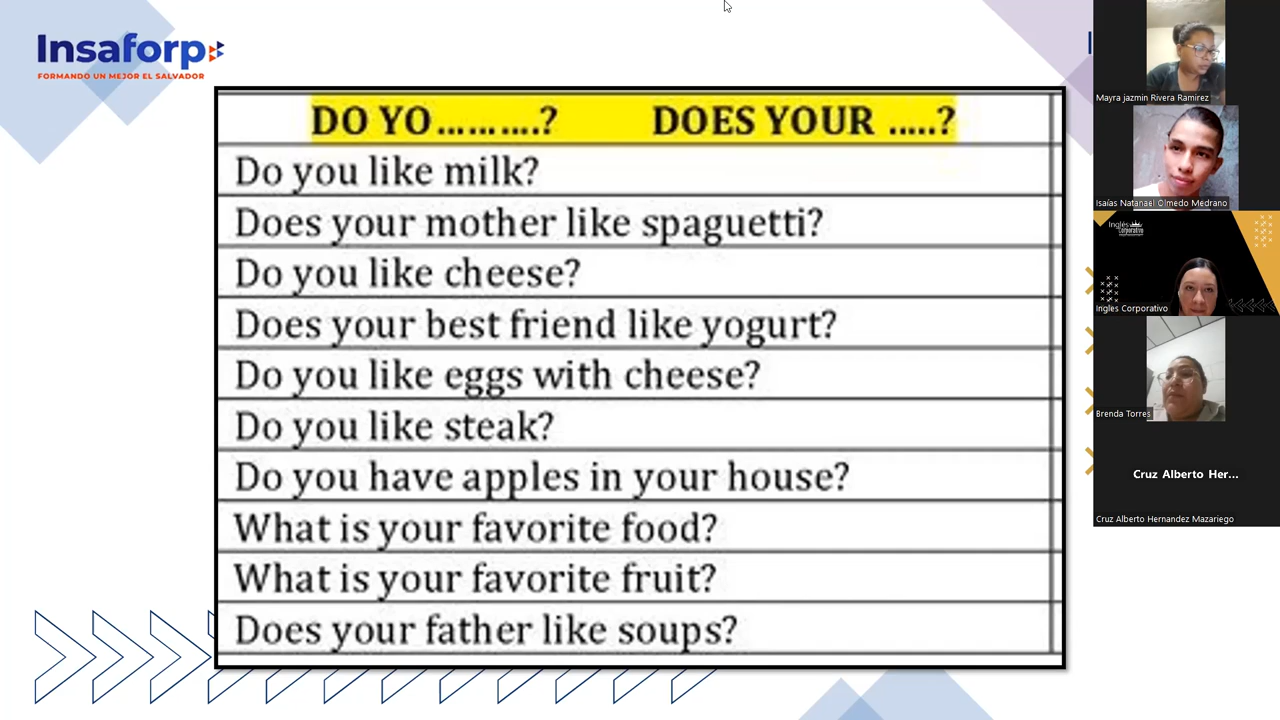 Insaforp
FORMANDO UN MEJOR EL SALVADOR
DO YO..........? DOES YOUR .....?
Do you like milk?
Does your mother like spaguetti?
Do you like cheese?
Does your best friend like yogurt?
Do you like eggs with cheese?
Do you like steak?
Do you have apples in your house?
What is your favorite food?
What is your favorite fruit?
Does your father like soups?
Mayra jazmin Rivera Ramirez
Isaías Natanael Olmedo Medrano
Inglés
Corporativo
Ingles Corporativo
Brenda Torres
Cruz Alberto Her...
Cruz Alberto Hernandez Mazariego